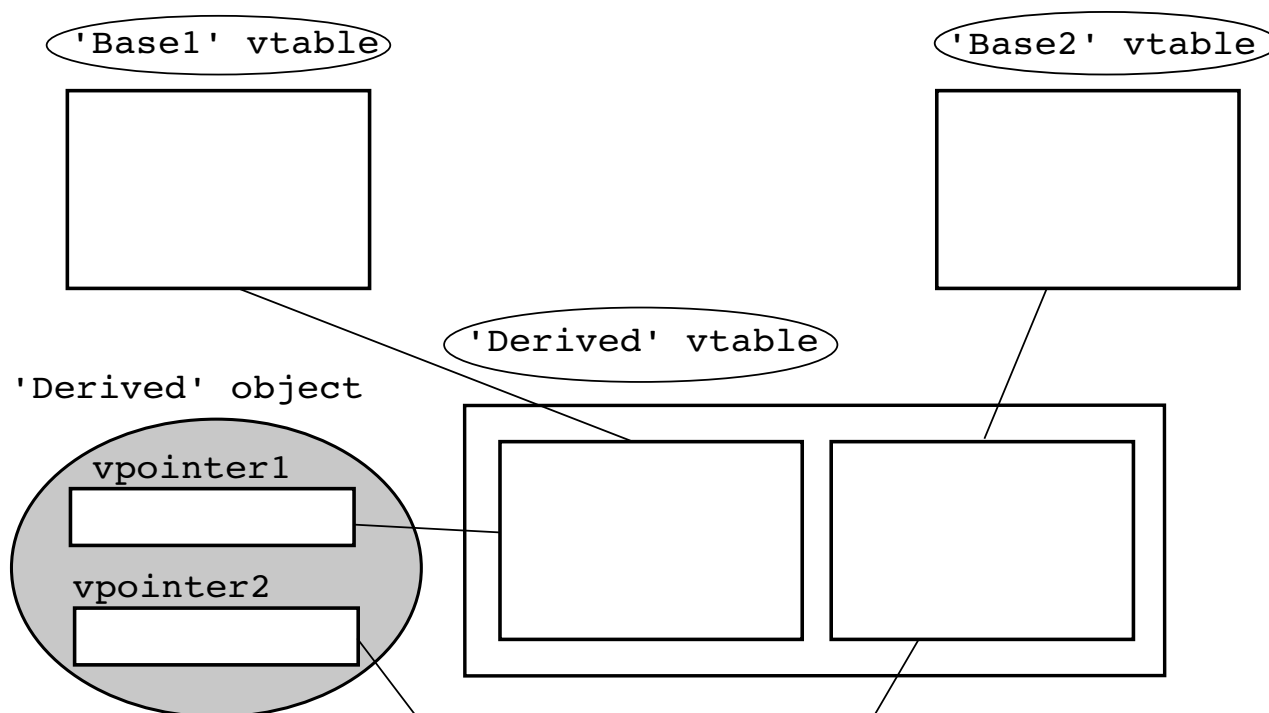 'Base1' vtable
'Base2' vtable
'Derived' vtable
'Derived' object
vpointer1
vpointer2